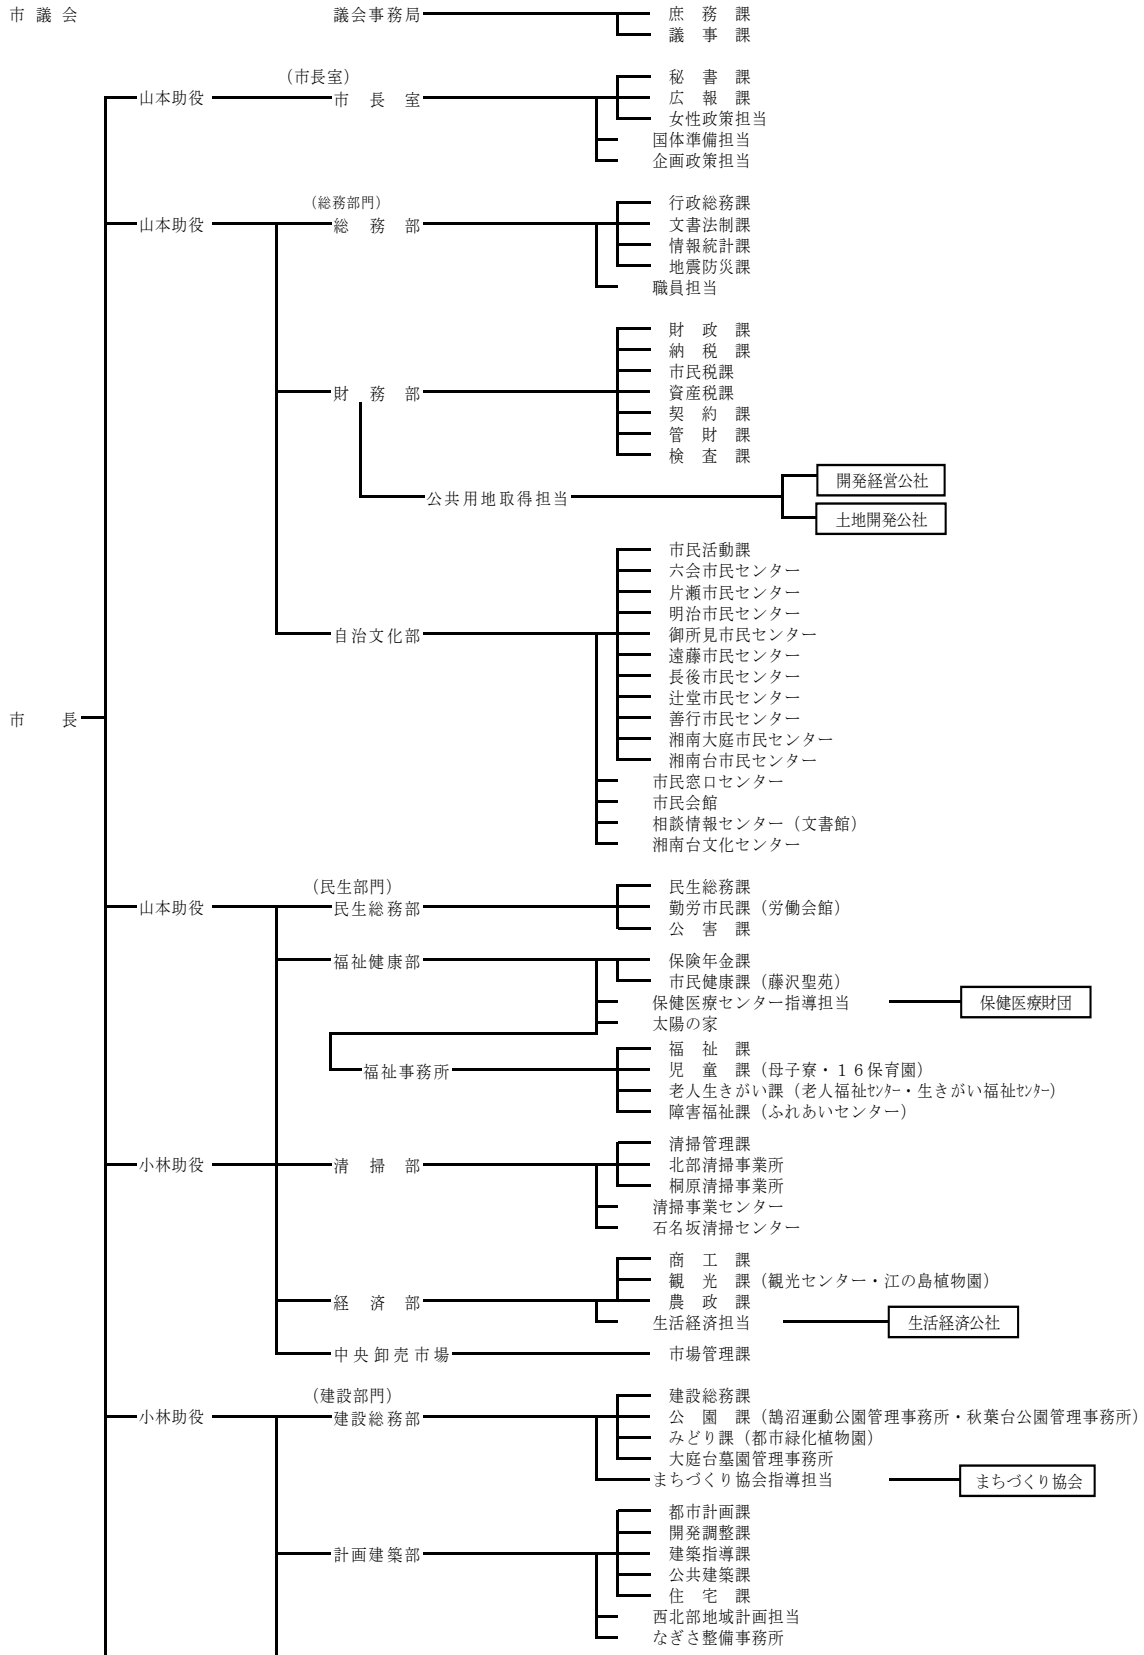 市議会　議会事務局　庶務課
議事課
（市長室）　秘書課
山本助役　市長室　広報課
女性政策担当
国体準備担当
企画政策担当
（総務部門）　行政総務課
山本助役　総務部　文書法制課
情報統計課
地震防災課
職員担当
財政課
納税課
市民税課
財務部　資産税課
契約課
管財課
検査課
開発経営公社
公共用地取得担当
土地開発公社
市民活動課
六会市民センター
片瀬市民センター
明治市民センター
自治文化部　御所見市民センター
遠藤市民センター
長後市民センター
辻堂市民センター
市長　善行市民センター
湘南大庭市民センター
湘南台市民センター
市民窓口センター
市民会館
相談情報センター（文書館）
湘南台文化センター
（民生部門）　民生総務課
山本助役　民生総務部　勤労市民課（労働会館）
公害課
福祉健康部　保険年金課
市民健康課（藤沢聖苑）
保健医療センター指導担当　保健医療財団
太陽の家
福祉課
福祉事務所　児童課（母子寮・１６保育園）
老人生きがい課（老人福祉ｾﾝﾀｰ・生きがい福祉ｾﾝﾀｰ）
障害福祉課（ふれあいセンター）
清掃管理課
小林助役　清掃部　北部清掃事業所
桐原清掃事業所
清掃事業センター
石名坂清掃センター
商工課
観光課（観光センター・江の島植物園）
経済部　農政課
生活経済担当　生活経済公社
中央卸売市場　市場管理課
（建設部門）　建設総務課
小林助役　建設総務部　公園課（鵠沼運動公園管理事務所・秋葉台公園管理事務所）
みどり課（都市緑化植物園）
大庭台墓園管理事務所
まちづくり協会指導担当　まちづくり協会
都市計画課
開発調整課
計画建築部　建築指導課
公共建築課
住宅課
西北部地域計画担当
なぎさ整備事務所